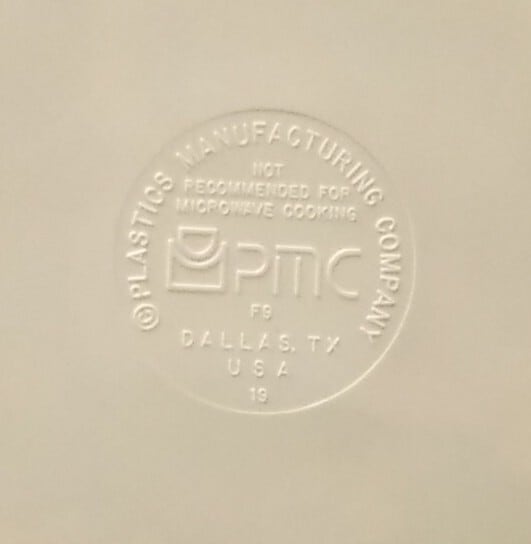 © PLASTICS MANUFACTURING COMPANY
NOT
RECOMMENDED FOR
MICROWAVE COOKING
PMC
F9
DALLAS, TX
USA
19